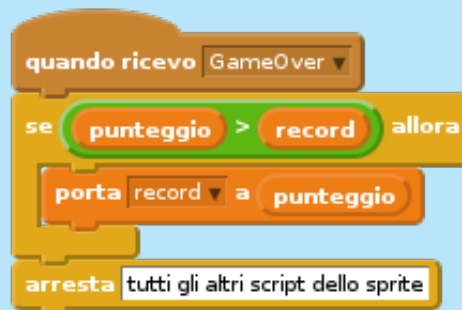 quando ricevo GameOver
se punteggio > record allora
porta record a punteggio
arresta tutti gli altri script dello sprite